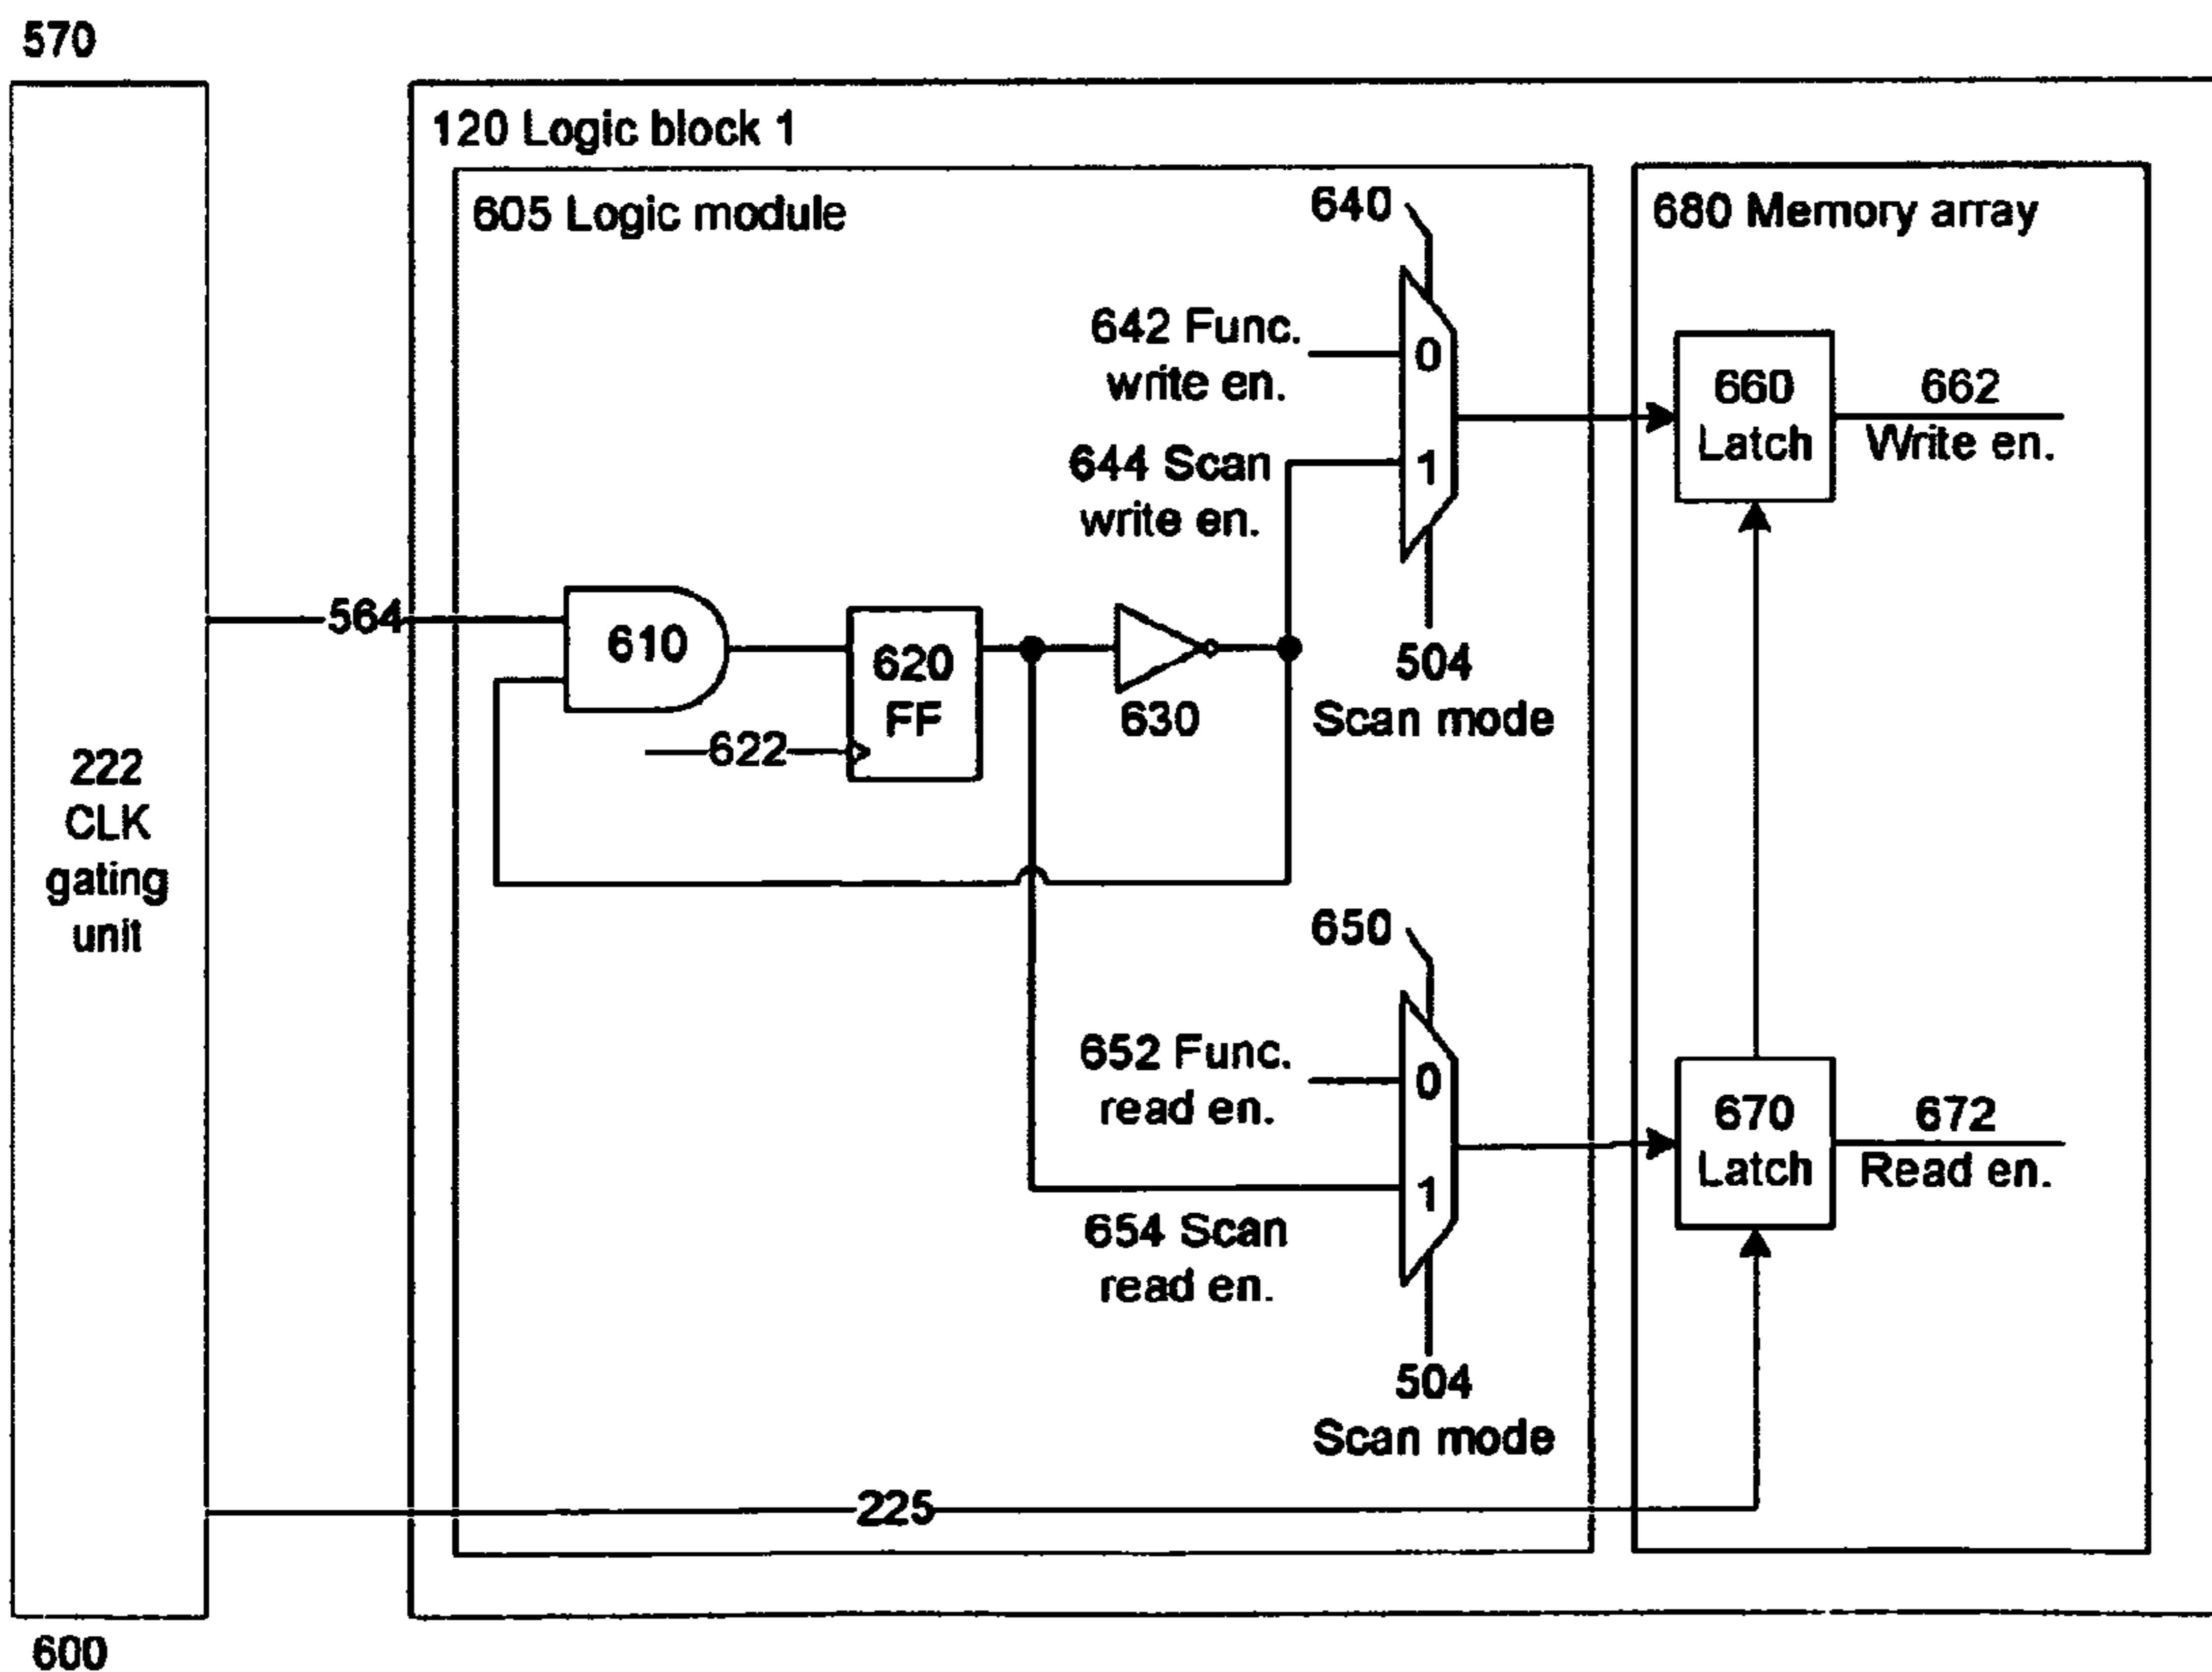 570
120 Logic block 1
605 Logic module
640
680 Memory array
642 Func.
write en.
0
660
Latch
662
Write en.
644 Scan
write en.
1
564
610
620
FF
630
504
Scan mode
622
222
CLK
gating
unit
650
652 Func.
read en.
0
670
Latch
672
Read en.
1
654 Scan
read en.
504
Scan mode
225
600